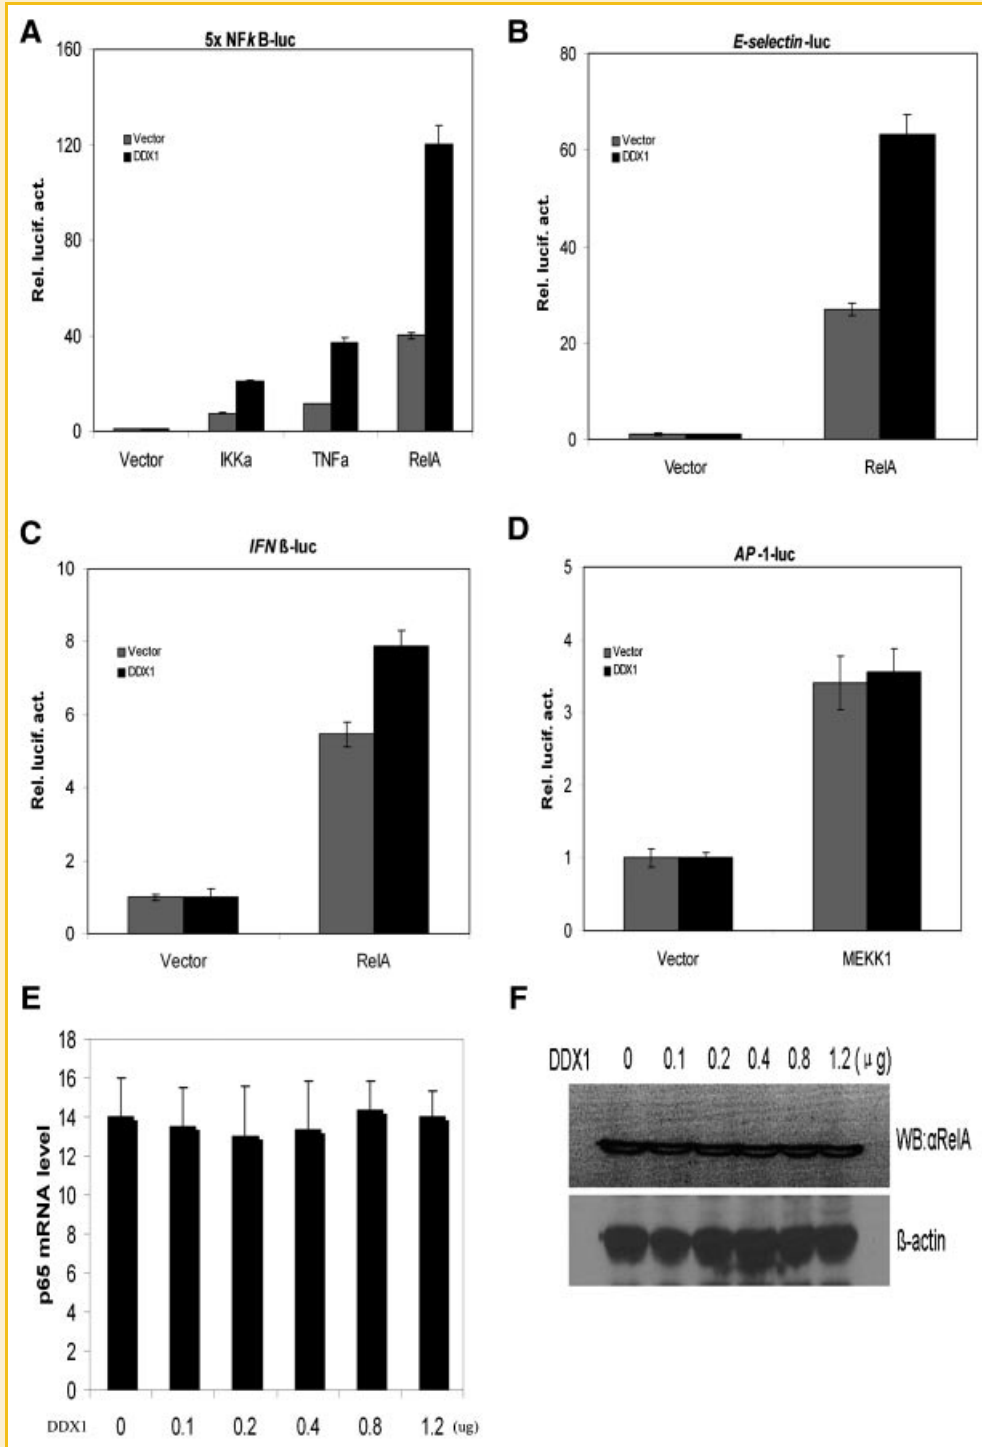 A
5x NFkB-luc
160
120
80
40
0
Rel. lucif. act.
Vector
DDX1
Vector IKKa TNFa RelA
B
E-selectin-luc
80
60
40
20
0
Rel. lucif. act.
Vector
DDX1
Vector RelA
C
IFN ß-luc
10
8
6
4
2
0
Rel. lucif. act.
Vector
DDX1
Vector RelA
D
AP-1-luc
5
4
3
2
1
0
Rel. lucif. act.
Vector
DDX1
Vector MEKK1
E
18
16
14
12
10
8
6
4
2
0
p65 mRNA level
DDX1 0 0.1 0.2 0.4 0.8 1.2 (ug)
F
DDX1 0 0.1 0.2 0.4 0.8 1.2 (μg)
WB:αRelA
ß-actin